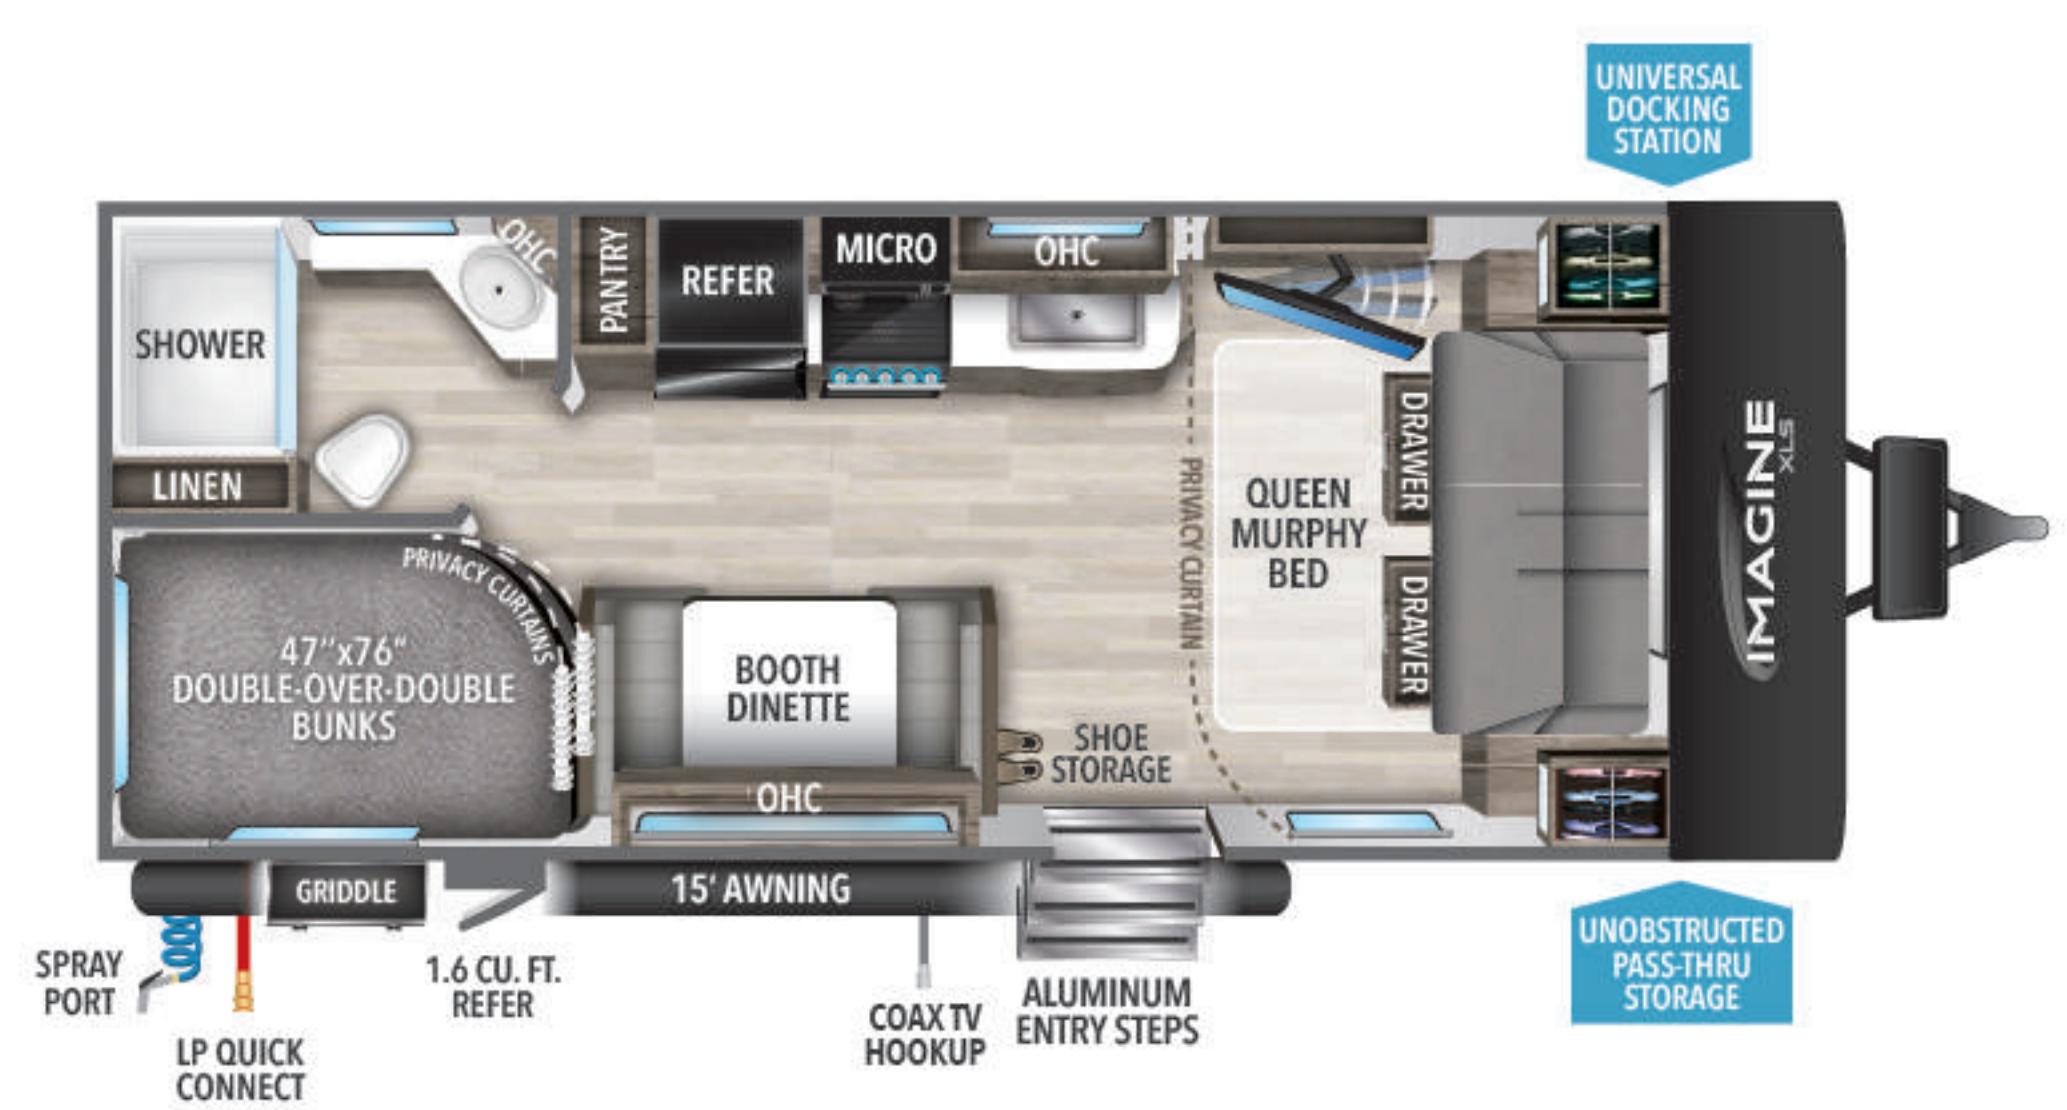 UNIVERSAL
DOCKING
STATION
SHOWER
LINEN
OHC
PANTRY
REFER
MICRO
OHC
PRIVACY CURTAIN
QUEEN
MURPHY
BED
DRAWER
DRAWER
IMAGINE
XLS
PRIVACY CURTAINS
47"x76"
DOUBLE-OVER-DOUBLE
BUNKS
BOOTH
DINETTE
OHC
SHOE
STORAGE
GRIDDLE
15' AWNING
SPRAY
PORT
LP QUICK
CONNECT
1.6 CU. FT.
REFER
COAX TV
HOOKUP
ALUMINUM
ENTRY STEPS
UNOBSTRUCTED
PASS-THRU
STORAGE